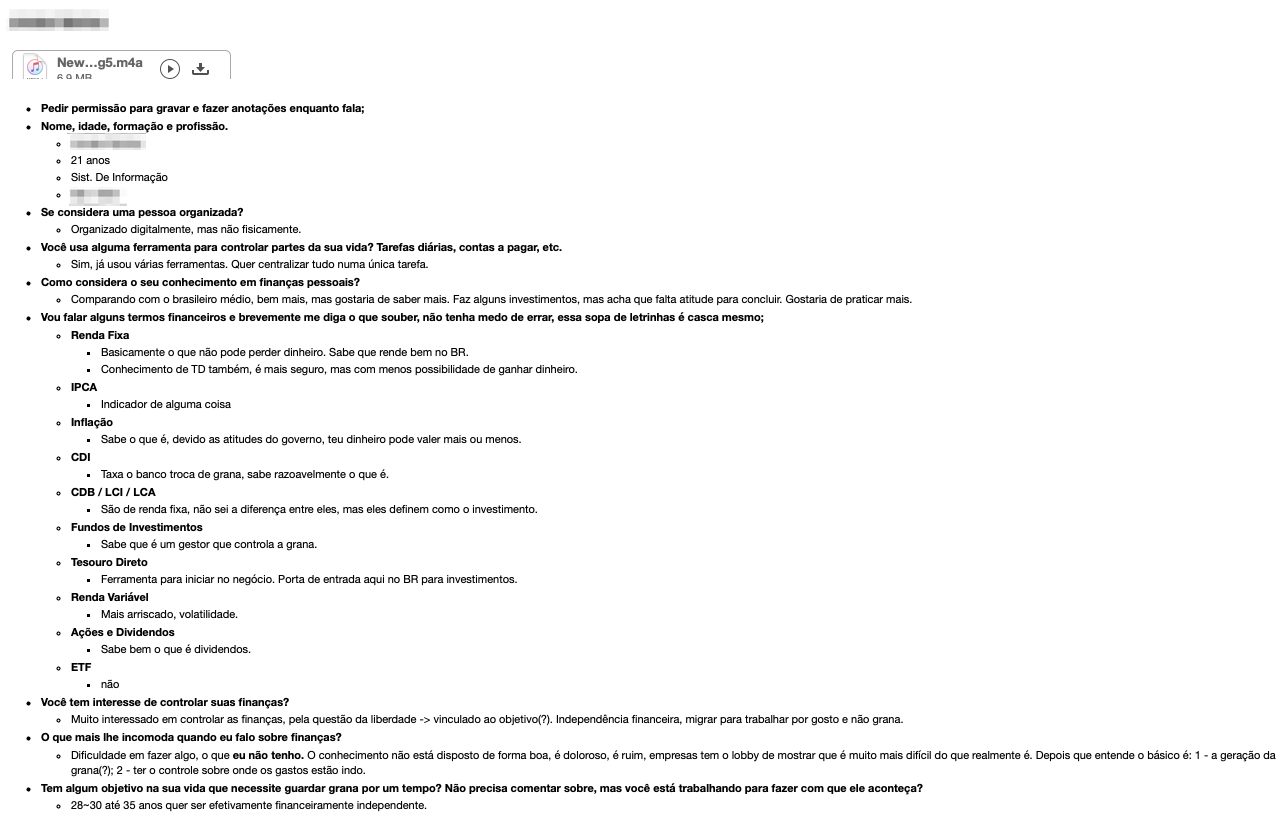 New...g5.m4a
6,9 MB
Pedir permissão para gravar e fazer anotações enquanto fala;
Nome, idade, formação e profissão.
21 anos
Sist. De Informação
Se considera uma pessoa organizada?
Organizado digitalmente, mas não fisicamente.
Você usa alguma ferramenta para controlar partes da sua vida? Tarefas diárias, contas a pagar, etc.
Sim, já usou várias ferramentas. Quer centralizar tudo numa única tarefa.
Como considera o seu conhecimento em finanças pessoais?
Comparando com o brasileiro médio, bem mais, mas gostaria de saber mais. Faz alguns investimentos, mas acha que falta atitude para concluir. Gostaria de praticar mais.
Vou falar alguns termos financeiros e brevemente me diga o que souber, não tenha medo de errar, essa sopa de letrinhas é casca mesmo;
Renda Fixa
Basicamente o que não pode perder dinheiro. Sabe que rende bem no BR.
Conhecimento de TD também, é mais seguro, mas com menos possibilidade de ganhar dinheiro.
IPCA
Indicador de alguma coisa
Inflação
Sabe o que é, devido as atitudes do governo, teu dinheiro pode valer mais ou menos.
CDI
Taxa o banco troca de grana, sabe razoavelmente o que é.
CDB / LCI / LCA
São de renda fixa, não sei a diferença entre eles, mas eles definem como o investimento.
Fundos de Investimentos
Sabe que é um gestor que controla a grana.
Tesouro Direto
Ferramenta para iniciar no negócio. Porta de entrada aqui no BR para investimentos.
Renda Variável
Mais arriscado, volatilidade.
Ações e Dividendos
Sabe bem o que é dividendos.
ETF
não
Você tem interesse de controlar suas finanças?
Muito interessado em controlar as finanças, pela questão da liberdade -> vinculado ao objetivo(?). Independência financeira, migrar para trabalhar por gosto e não grana.
O que mais lhe incomoda quando eu falo sobre finanças?
Dificuldade em fazer algo, o que eu não tenho. O conhecimento não está disposto de forma boa, é doloroso, é ruim, empresas tem o lobby de mostrar que é muito mais difícil do que realmente é. Depois que entende o básico é: 1 - a geração da
grana(?); 2 - ter o controle sobre onde os gastos estão indo.
Tem algum objetivo na sua vida que necessite guardar grana por um tempo? Não precisa comentar sobre, mas você está trabalhando para fazer com que ele aconteça?
28~30 até 35 anos quer ser efetivamente financeiramente independente.